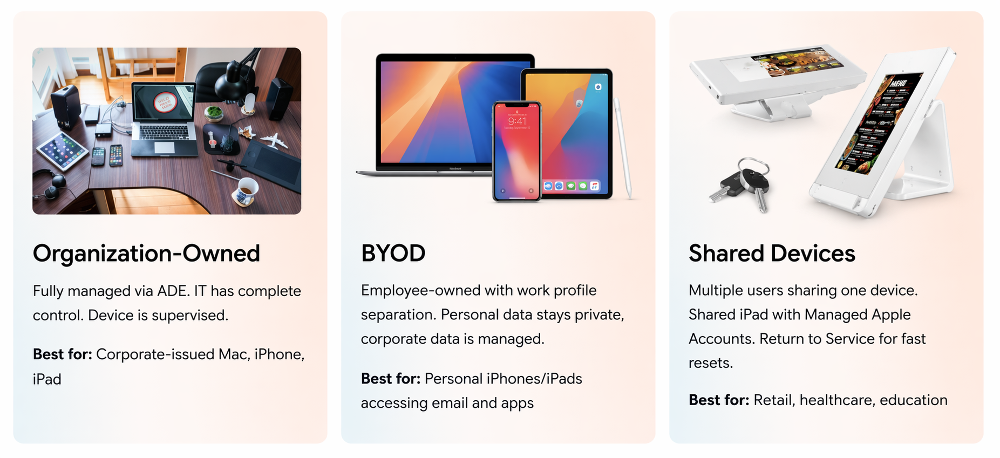 9:41
MENU
Organization-Owned
Fully managed via ADE. IT has complete
control. Device is supervised.
Best for: Corporate-issued Mac, iPhone,
iPad
BYOD
Employee-owned with work profile
separation. Personal data stays private,
corporate data is managed.
Best for: Personal iPhones/iPads
accessing email and apps
Shared Devices
Multiple users sharing one device.
Shared iPad with Managed Apple
Accounts. Return to Service for fast
resets.
Best for: Retail, healthcare, education